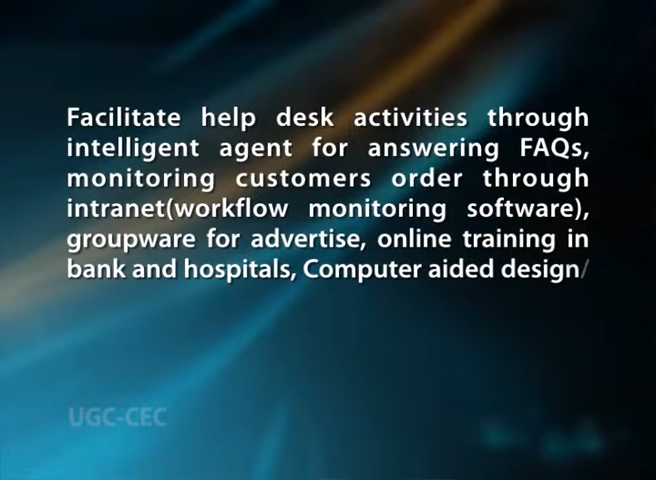 Facilitate help desk activities through
intelligent agent for answering FAQs,
monitoring customers order through
intranet(workflow monitoring software),
groupware for advertise, online training in
bank and hospitals, Computer aided design/
UGC-CEC